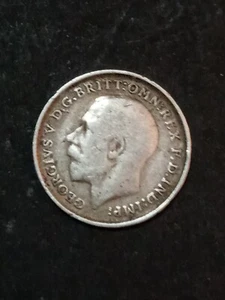 GEORGIVS V D.G.BRITT:OMN:REX F.D.IND:IMP: